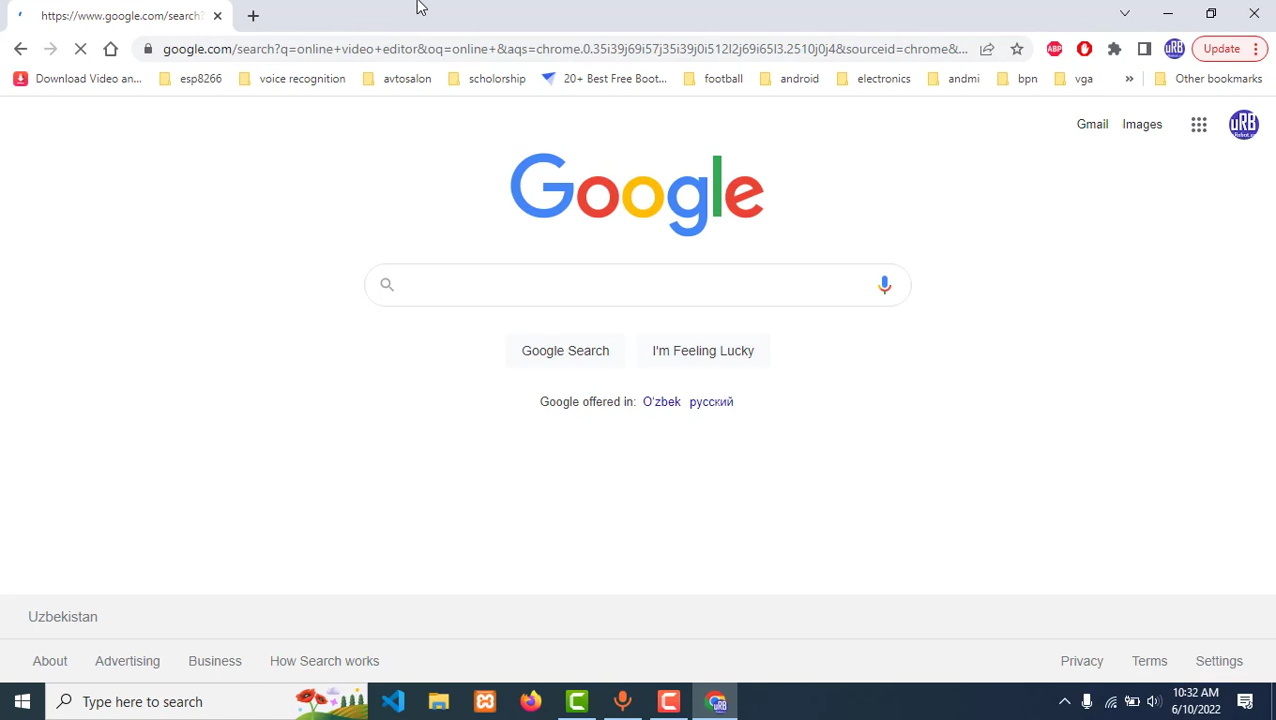 https://www.google.com/search?
google.com/search?q=online+video+editor&oq=online+&aqs=chrome.0.35i39j69i57j35i39j0i512l2j69i65l3.2510j0j4&sourceid=chrome&...
ABP
uRB
Update
Download Video an...
esp8266
voice recognition
avtosalon
scholorship
20+ Best Free Boot...
football
android
electronics
andmi
bpn
vga
»
Other bookmarks
Gmail
Images
uRB
Google
Google Search
I'm Feeling Lucky
Google offered in: O'zbek русский
Uzbekistan
About
Advertising
Business
How Search works
Privacy
Terms
Settings
Type here to search
10:32 AM
6/10/2022